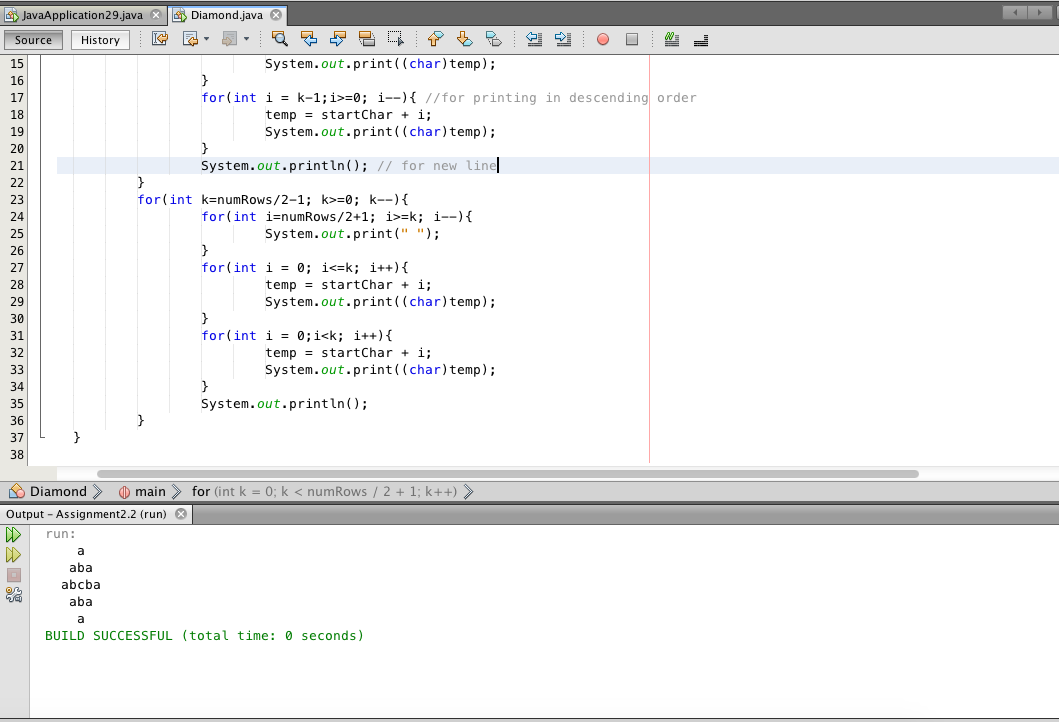 JavaApplication29.java Diamond.java
Source History
15 System.out.print((char)temp);
16 }
17 for(int i = k-1;i>=0; i--){ //for printing in descending order
18 temp = startChar + i;
19 System.out.print((char)temp);
20 }
21 System.out.println(); // for new line
22 }
23 for(int k=numRows/2-1; k>=0; k--){
24 for(int i=numRows/2+1; i>=k; i--){
25 System.out.print(" ");
26 }
27 for(int i = 0; i<=k; i++){
28 temp = startChar + i;
29 System.out.print((char)temp);
30 }
31 for(int i = 0;i<k; i++){
32 temp = startChar + i;
33 System.out.print((char)temp);
34 }
35 System.out.println();
36 }
37 }
38
Diamond main for (int k = 0; k < numRows / 2 + 1; k++)
Output - Assignment2.2 (run)
run:
a
aba
abcba
aba
a
BUILD SUCCESSFUL (total time: 0 seconds)